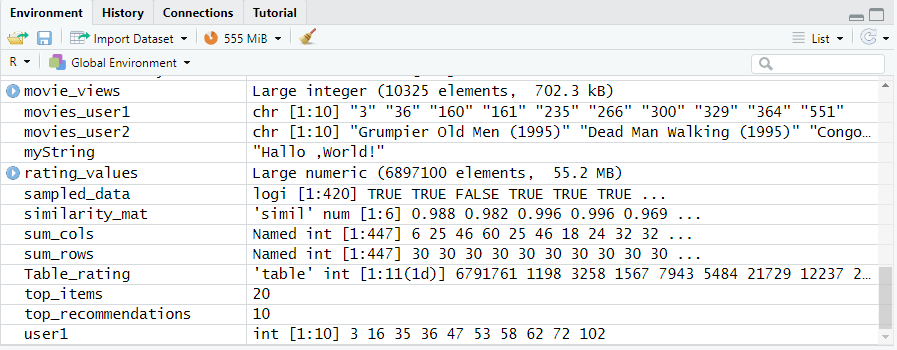 Environment History Connections Tutorial
Import Dataset 555 MiB List
R Global Environment
movie_views Large integer (10325 elements, 702.3 kB)
movies_user1 chr [1:10] "3" "36" "160" "161" "235" "266" "300" "329" "364" "551"
movies_user2 chr [1:10] "Grumpier Old Men (1995)" "Dead Man Walking (1995)" "Congo…
myString "Hallo ,World!"
rating_values Large numeric (6897100 elements, 55.2 MB)
sampled_data logi [1:420] TRUE TRUE FALSE TRUE TRUE TRUE ...
similarity_mat 'simil' num [1:6] 0.988 0.982 0.996 0.996 0.969 ...
sum_cols Named int [1:447] 6 25 46 60 25 46 18 24 32 32 ...
sum_rows Named int [1:447] 30 30 30 30 30 30 30 30 30 30 ...
Table_rating 'table' int [1:11(1d)] 6791761 1198 3258 1567 7943 5484 21729 12237 2…
top_items 20
top_recommendations 10
user1 int [1:10] 3 16 35 36 47 53 58 62 72 102